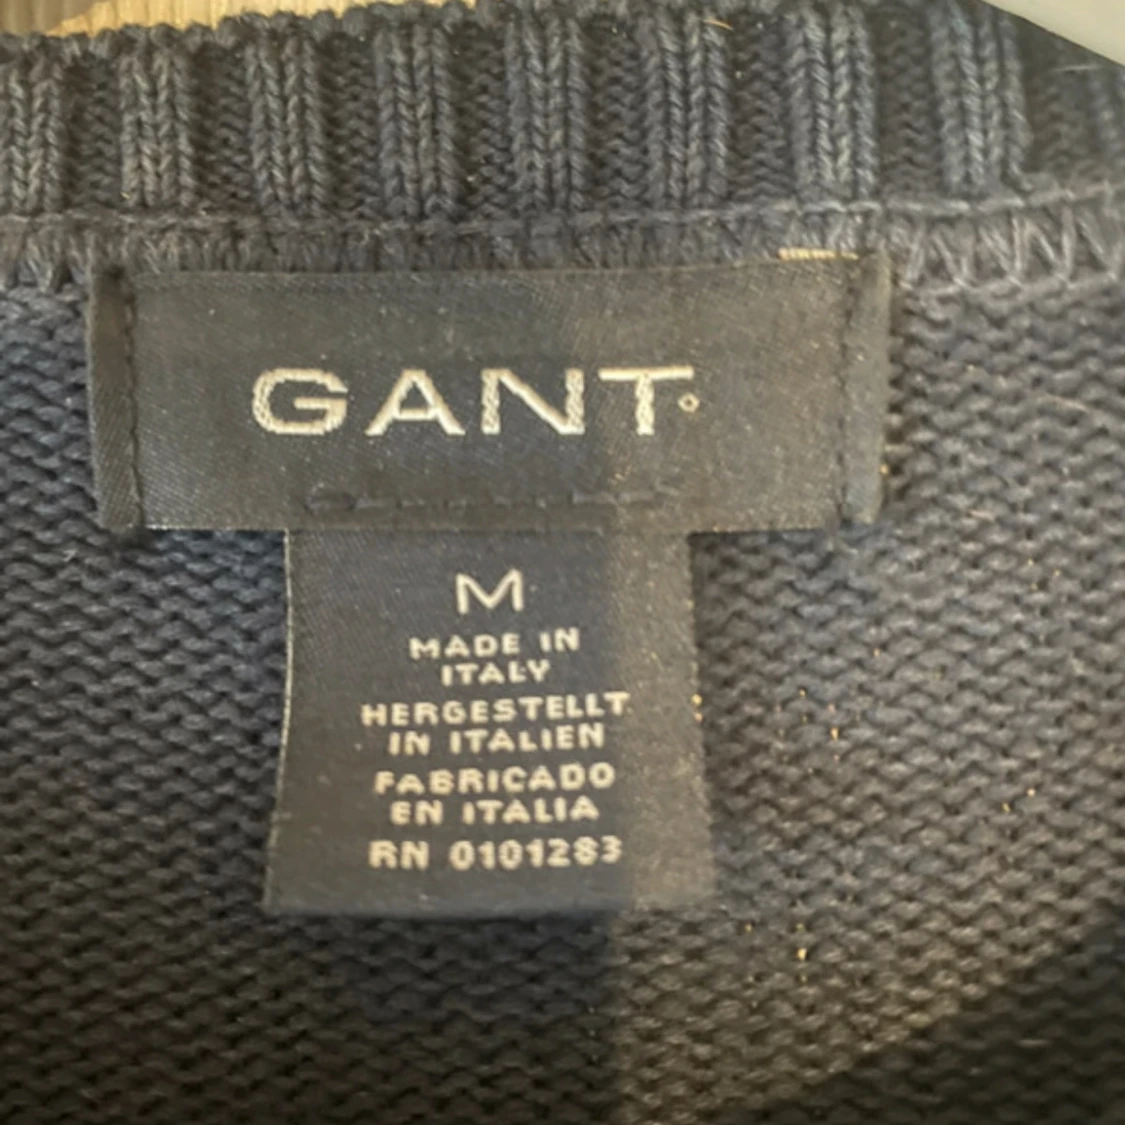 GANT
M
MADE IN
ITALY
HERGESTELLT
IN ITALIEN
FABRICADO
EN ITALIA
RN 0101283